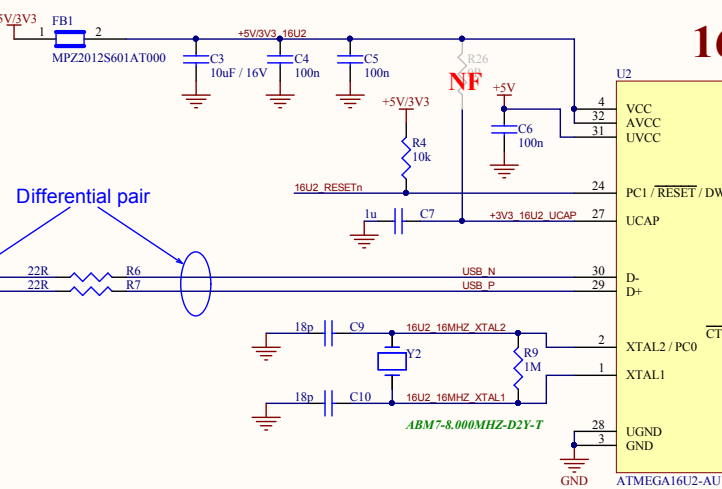 5V/3V3
FB1
1
2
MPZ2012S601AT000
+5V/3V3_16U2
C3
10uF / 16V
C4
100n
C5
100n
R26
NF
+5V
+5V/3V3
R4
10k
C6
100n
16
U2
4
VCC
32
AVCC
31
UVCC
16U2_RESETn
24
PC1 / RESET / DW
1u
C7
+3V3_16U2_UCAP
27
UCAP
Differential pair
22R
R6
USB_N
30
D-
22R
R7
USB_P
29
D+
18p
C9
16U2_16MHZ_XTAL2
2
XTAL2 / PC0
CT
Y2
R9
1M
1
XTAL1
18p
C10
16U2_16MHZ_XTAL1
ABM7-8.000MHZ-D2Y-T
28
UGND
3
GND
GND
ATMEGA16U2-AU